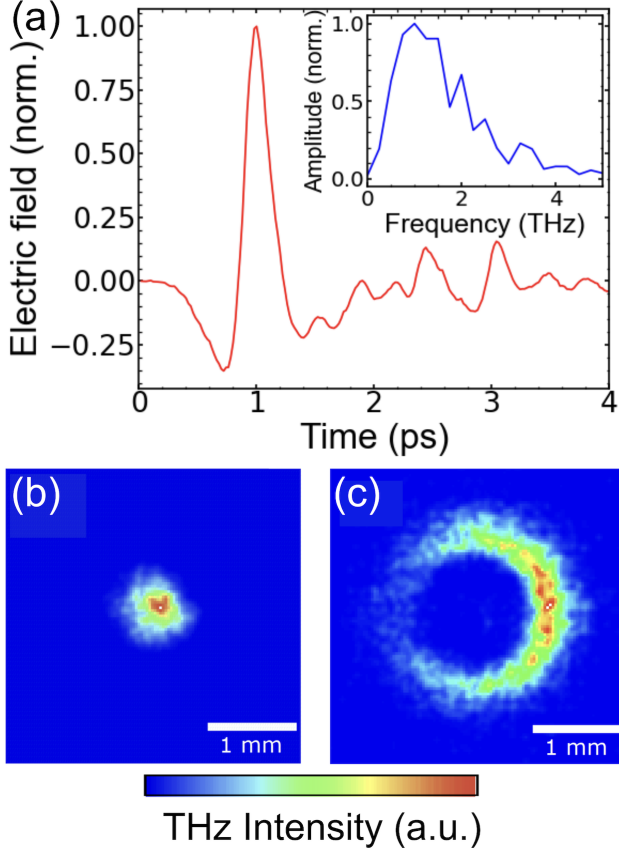 (a)
Electric field (norm.)
1.00
0.75
0.50
0.25
0.00
−0.25
0
1
2
3
4
Time (ps)
Amplitude (norm.)
1.0
0.5
0.0
0
2
4
Frequency (THz)
(b)
1 mm
(c)
1 mm
THz Intensity (a.u.)